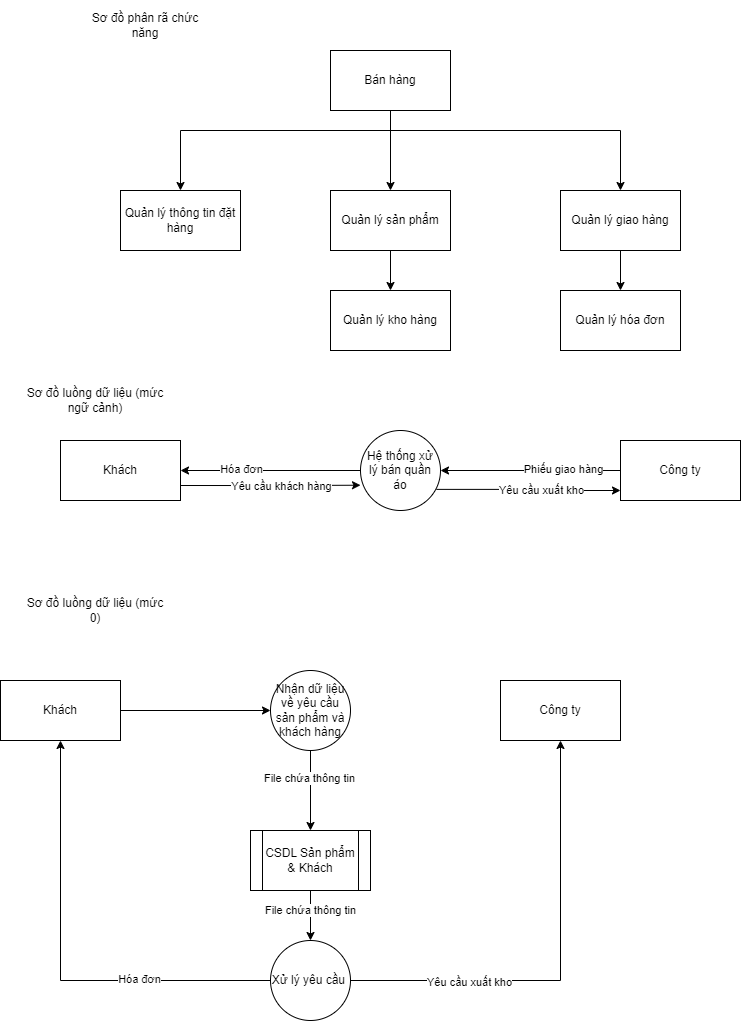 Sơ đồ phân rã chức
năng
Bán hàng
Quản lý thông tin đặt
hàng
Quản lý sản phẩm
Quản lý giao hàng
Quản lý kho hàng
Quản lý hóa đơn
Sơ đồ luồng dữ liệu (mức
ngữ cảnh)
Khách
Hóa đơn
Yêu cầu khách hàng
Hệ thống xử
lý bán quần
áo
Phiếu giao hàng
Yêu cầu xuất kho
Công ty
Sơ đồ luồng dữ liệu (mức
0)
Khách
Nhận dữ liệu
về yêu cầu
sản phẩm và
khách hàng
Công ty
File chứa thông tin
CSDL Sản phẩm
& Khách
File chứa thông tin
Hóa đơn
Xử lý yêu cầu
Yêu cầu xuất kho